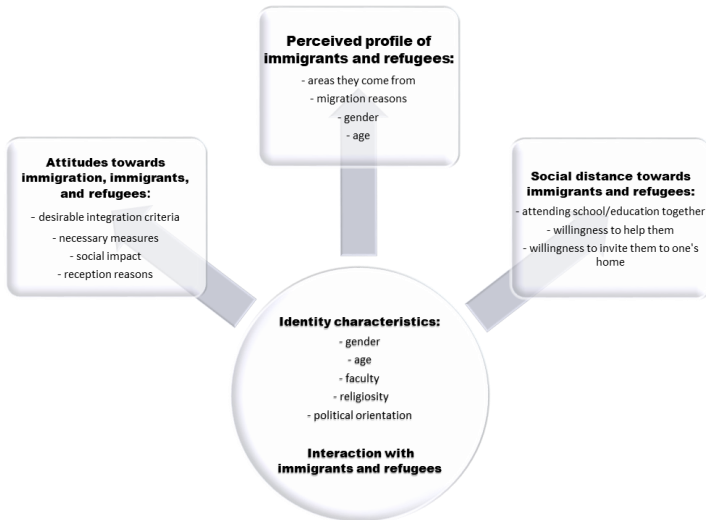 Perceived profile of
immigrants and refugees:
- areas they come from
- migration reasons
- gender
- age
Attitudes towards
immigration, immigrants,
and refugees:
- desirable integration criteria
- necessary measures
- social impact
- reception reasons
Social distance towards
immigrants and refugees:
- attending school/education together
- willingness to help them
- willingness to invite them to one's
home
Identity characteristics:
- gender
- age
- faculty
- religiosity
- political orientation
Interaction with
immigrants and refugees